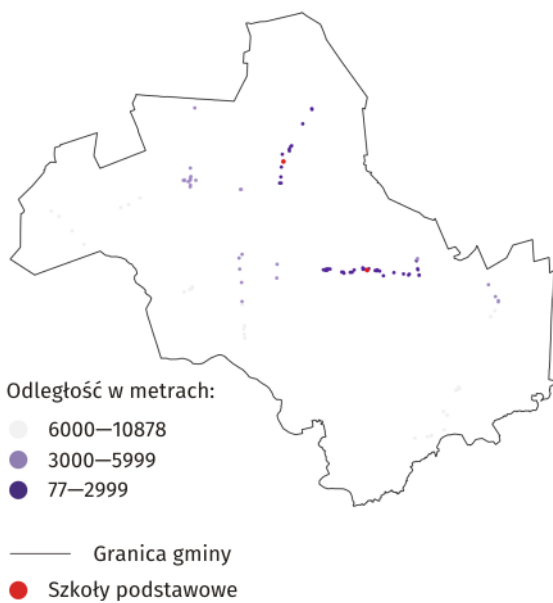 Odległość w metrach:
6000—10878
3000—5999
77—2999
Granica gminy
Szkoły podstawowe